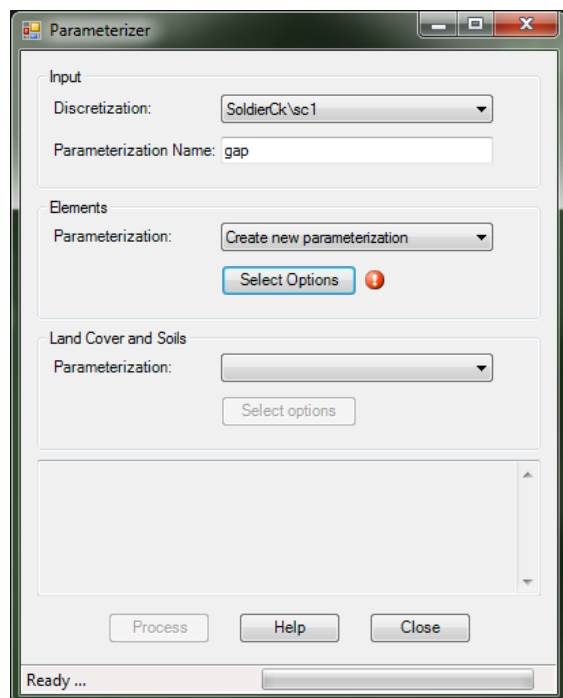 Parameterizer
Input
Discretization: SoldierCk\sc1
Parameterization Name: gap
Elements
Parameterization: Create new parameterization
Select Options
Land Cover and Soils
Parameterization:
Select options
Process Help Close
Ready ...